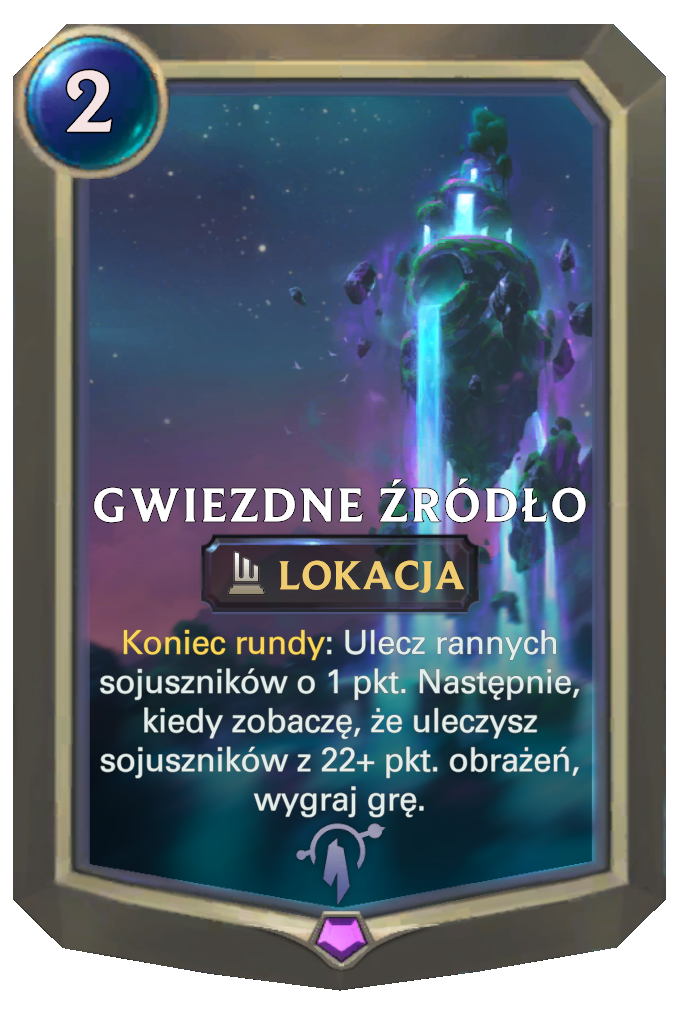 2
GWIEZDNE ŹRÓDŁO
LOKACJA
Koniec rundy: Ulecz rannych
sojuszników o 1 pkt. Następnie,
kiedy zobaczę, że uleczysz
sojuszników z 22+ pkt. obrażeń,
wygraj grę.